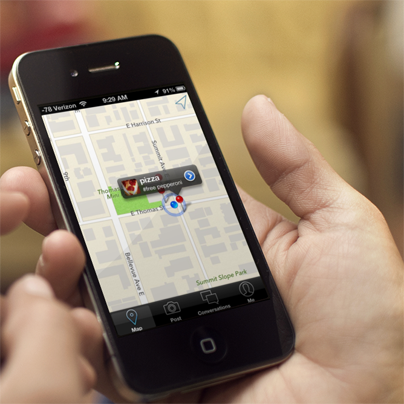 -78 Verizon 9:29 AM 91%
E Harrison St
Summit Ave
Thomas
pizza
#free pepperoni
E Thomas St
Bellevue Ave E
Summit Slope Park
Map Post Conversations Me